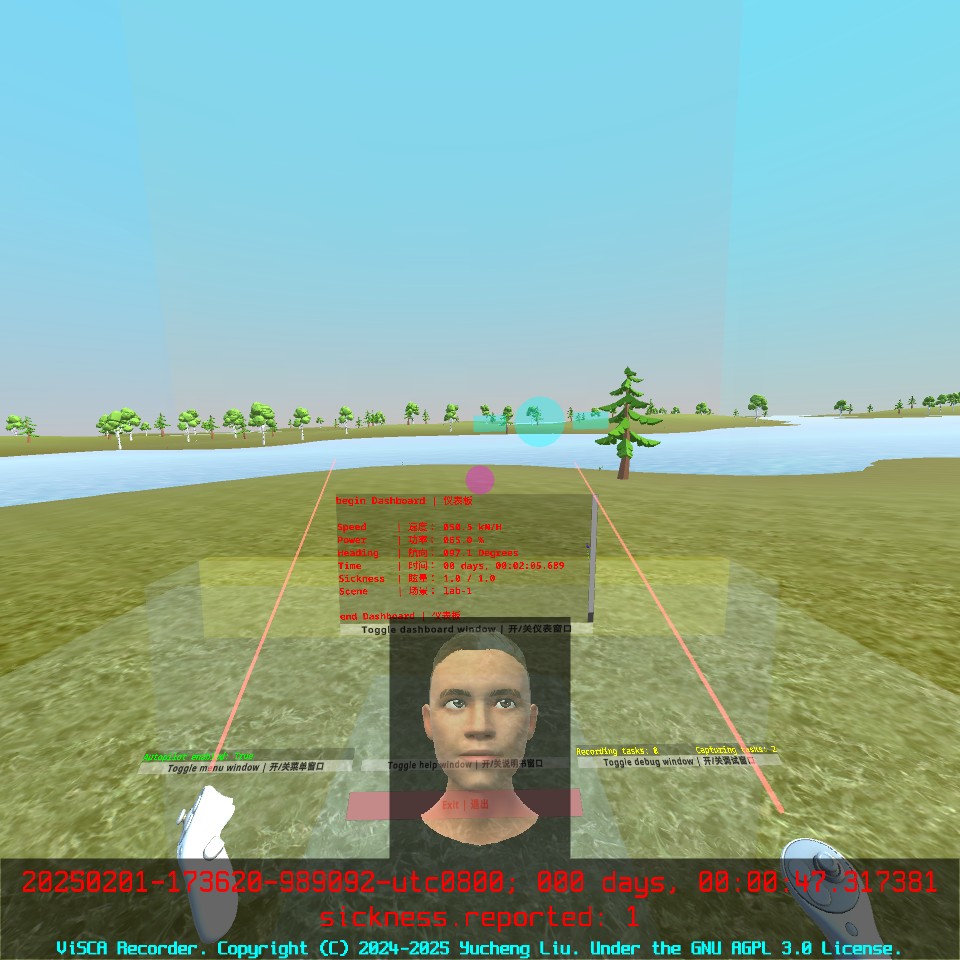 begin Dashboard | 仪表板
Speed | 速度: 050.5 kM/H
Power | 功率: 065.0 %
Heading | 航向: 097.1 Degrees
Time | 时间: 00 days, 00:02:05.689
Sickness | 眩晕: 1.0 / 1.0
Scene | 场景: lab-1
end Dashboard | 仪表板
Toggle dashboard window | 开/关仪表窗口
Autopilot enabled: True
Recording tasks: 0 Capturing tasks: 2
Toggle menu window | 开/关菜单窗口
Toggle help window | 开/关说明书窗口
Toggle debug window | 开/关调试窗口
Exit | 退出
20250201-173620-989092-utc0800; 000 days, 00:00:47.317381
sickness.reported: 1
ViSCA Recorder. Copyright (C) 2024-2025 Yucheng Liu. Under the GNU AGPL 3.0 License.